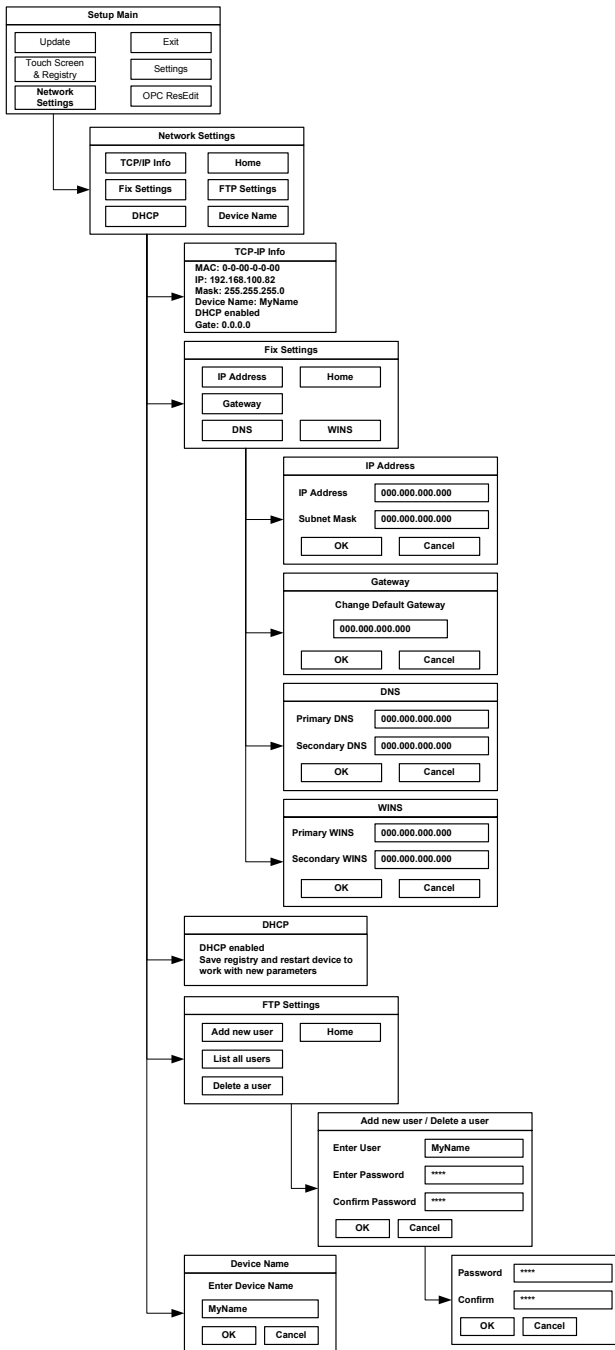 Setup Main
Update
Exit
Touch Screen
& Registry
Settings
Network
Settings
OPC ResEdit
Network Settings
TCP/IP Info
Home
Fix Settings
FTP Settings
DHCP
Device Name
TCP-IP Info
MAC: 0-0-00-0-0-00
IP: 192.168.100.82
Mask: 255.255.255.0
Device Name: MyName
DHCP enabled
Gate: 0.0.0.0
Fix Settings
IP Address
Home
Gateway
DNS
WINS
IP Address
IP Address 000.000.000.000
Subnet Mask 000.000.000.000
OK
Cancel
Gateway
Change Default Gateway
000.000.000.000
OK
Cancel
DNS
Primary DNS 000.000.000.000
Secondary DNS 000.000.000.000
OK
Cancel
WINS
Primary WINS 000.000.000.000
Secondary WINS 000.000.000.000
OK
Cancel
DHCP
DHCP enabled
Save registry and restart device to
work with new parameters
FTP Settings
Add new user
Home
List all users
Delete a user
Add new user / Delete a user
Enter User MyName
Enter Password ****
Confirm Password ****
OK
Cancel
Device Name
Enter Device Name
MyName
OK
Cancel
Password ****
Confirm ****
OK
Cancel